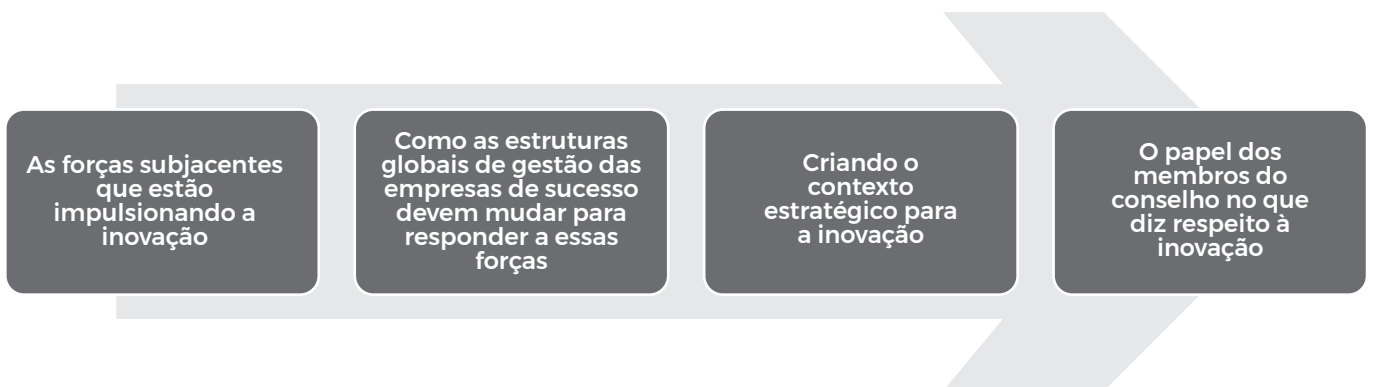 As forças subjacentes
que estão
impulsionando a
inovação
Como as estruturas
globais de gestão das
empresas de sucesso
devem mudar para
responder a essas
forças
Criando o
contexto
estratégico para
a inovação
O papel dos
membros do
conselho no que
diz respeito à
inovação